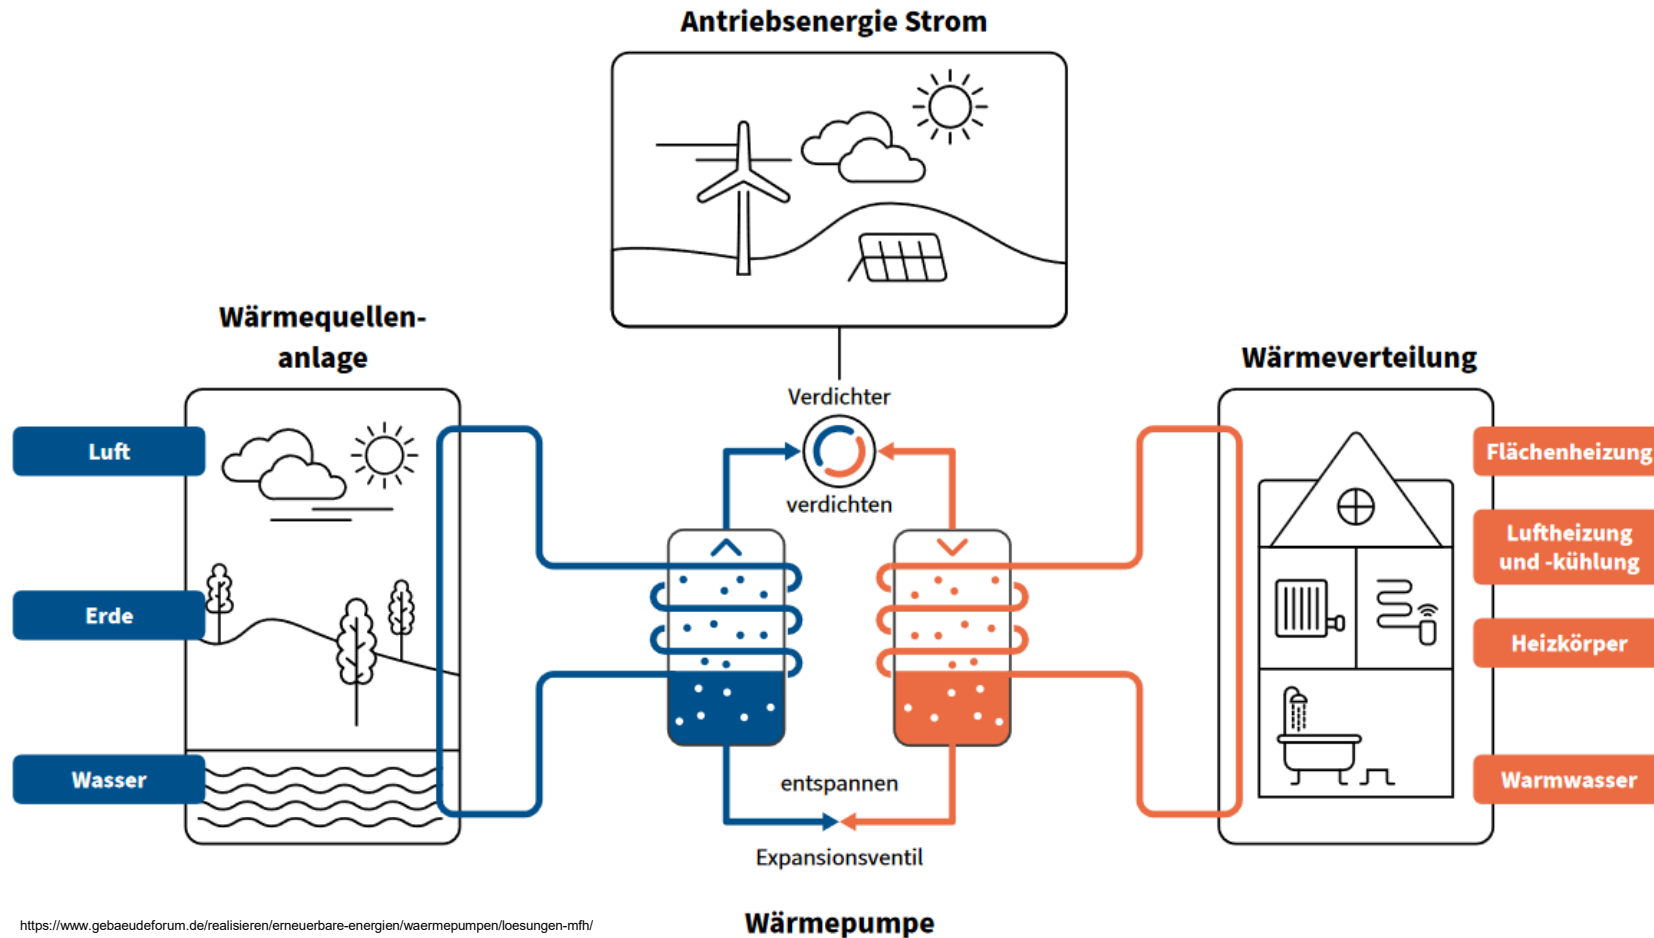 Antriebsenergie Strom
Wärmequellen-
anlage
Luft
Erde
Wasser
Verdichter
verdichten
entspannen
Expansionsventil
Wärmeverteilung
Flächenheizung
Luftheizung
und -kühlung
Heizkörper
Warmwasser
https://www.gebaeudeforum.de/realisieren/erneuerbare-energien/waermepumpen/loesungen-mfh/
Wärmepumpe